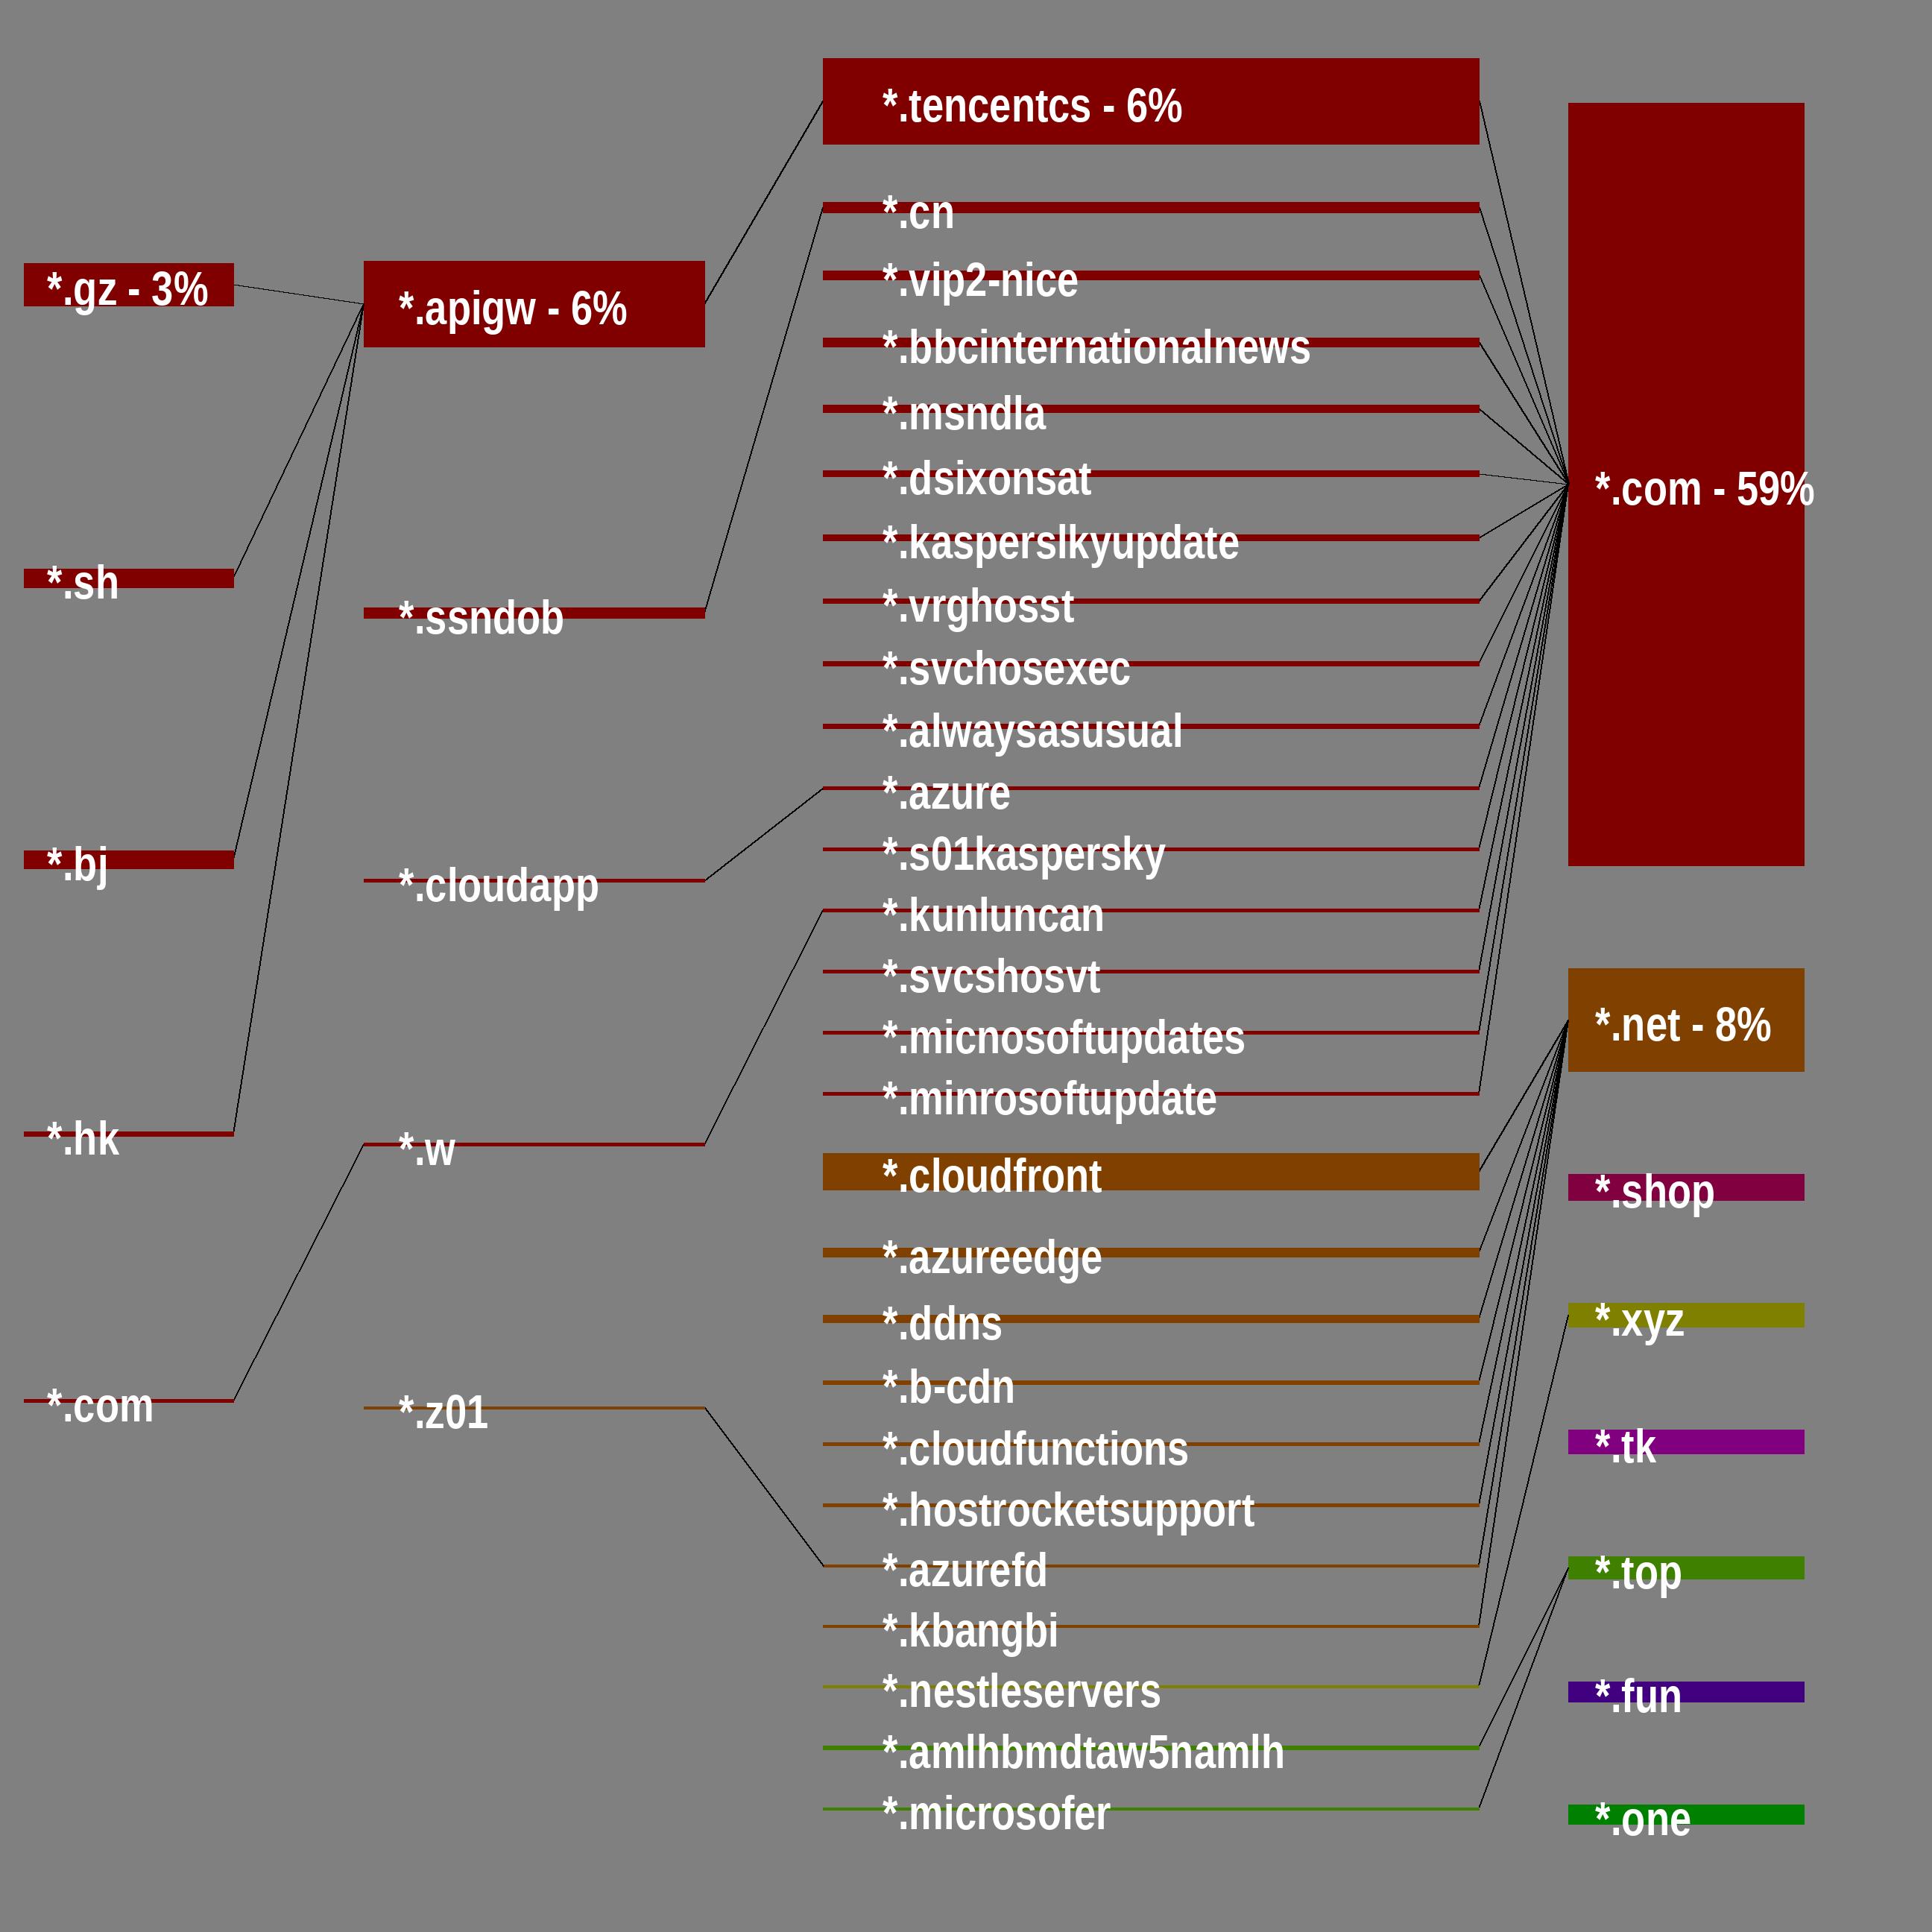 *.gz - 3%
*.sh
*.bj
*.hk
*.com
*.apigw - 6%
*.ssndob
*.cloudapp
*.w
*.z01
*.tencentcs - 6%
*.cn
*.vip2-nice
*.bbcinternationalnews
*.msndla
*.dsixonsat
*.kasperslkyupdate
*.vrghosst
*.svchosexec
*.alwaysasusual
*.azure
*.s01kaspersky
*.kunluncan
*.svcshosvt
*.micnosoftupdates
*.minrosoftupdate
*.cloudfront
*.azureedge
*.ddns
*.b-cdn
*.cloudfunctions
*.hostrocketsupport
*.azurefd
*.kbangbi
*.nestleservers
*.amlhbmdtaw5namlh
*.microsofer
*.com - 59%
*.net - 8%
*.shop
*.xyz
*.tk
*.top
*.fun
*.one